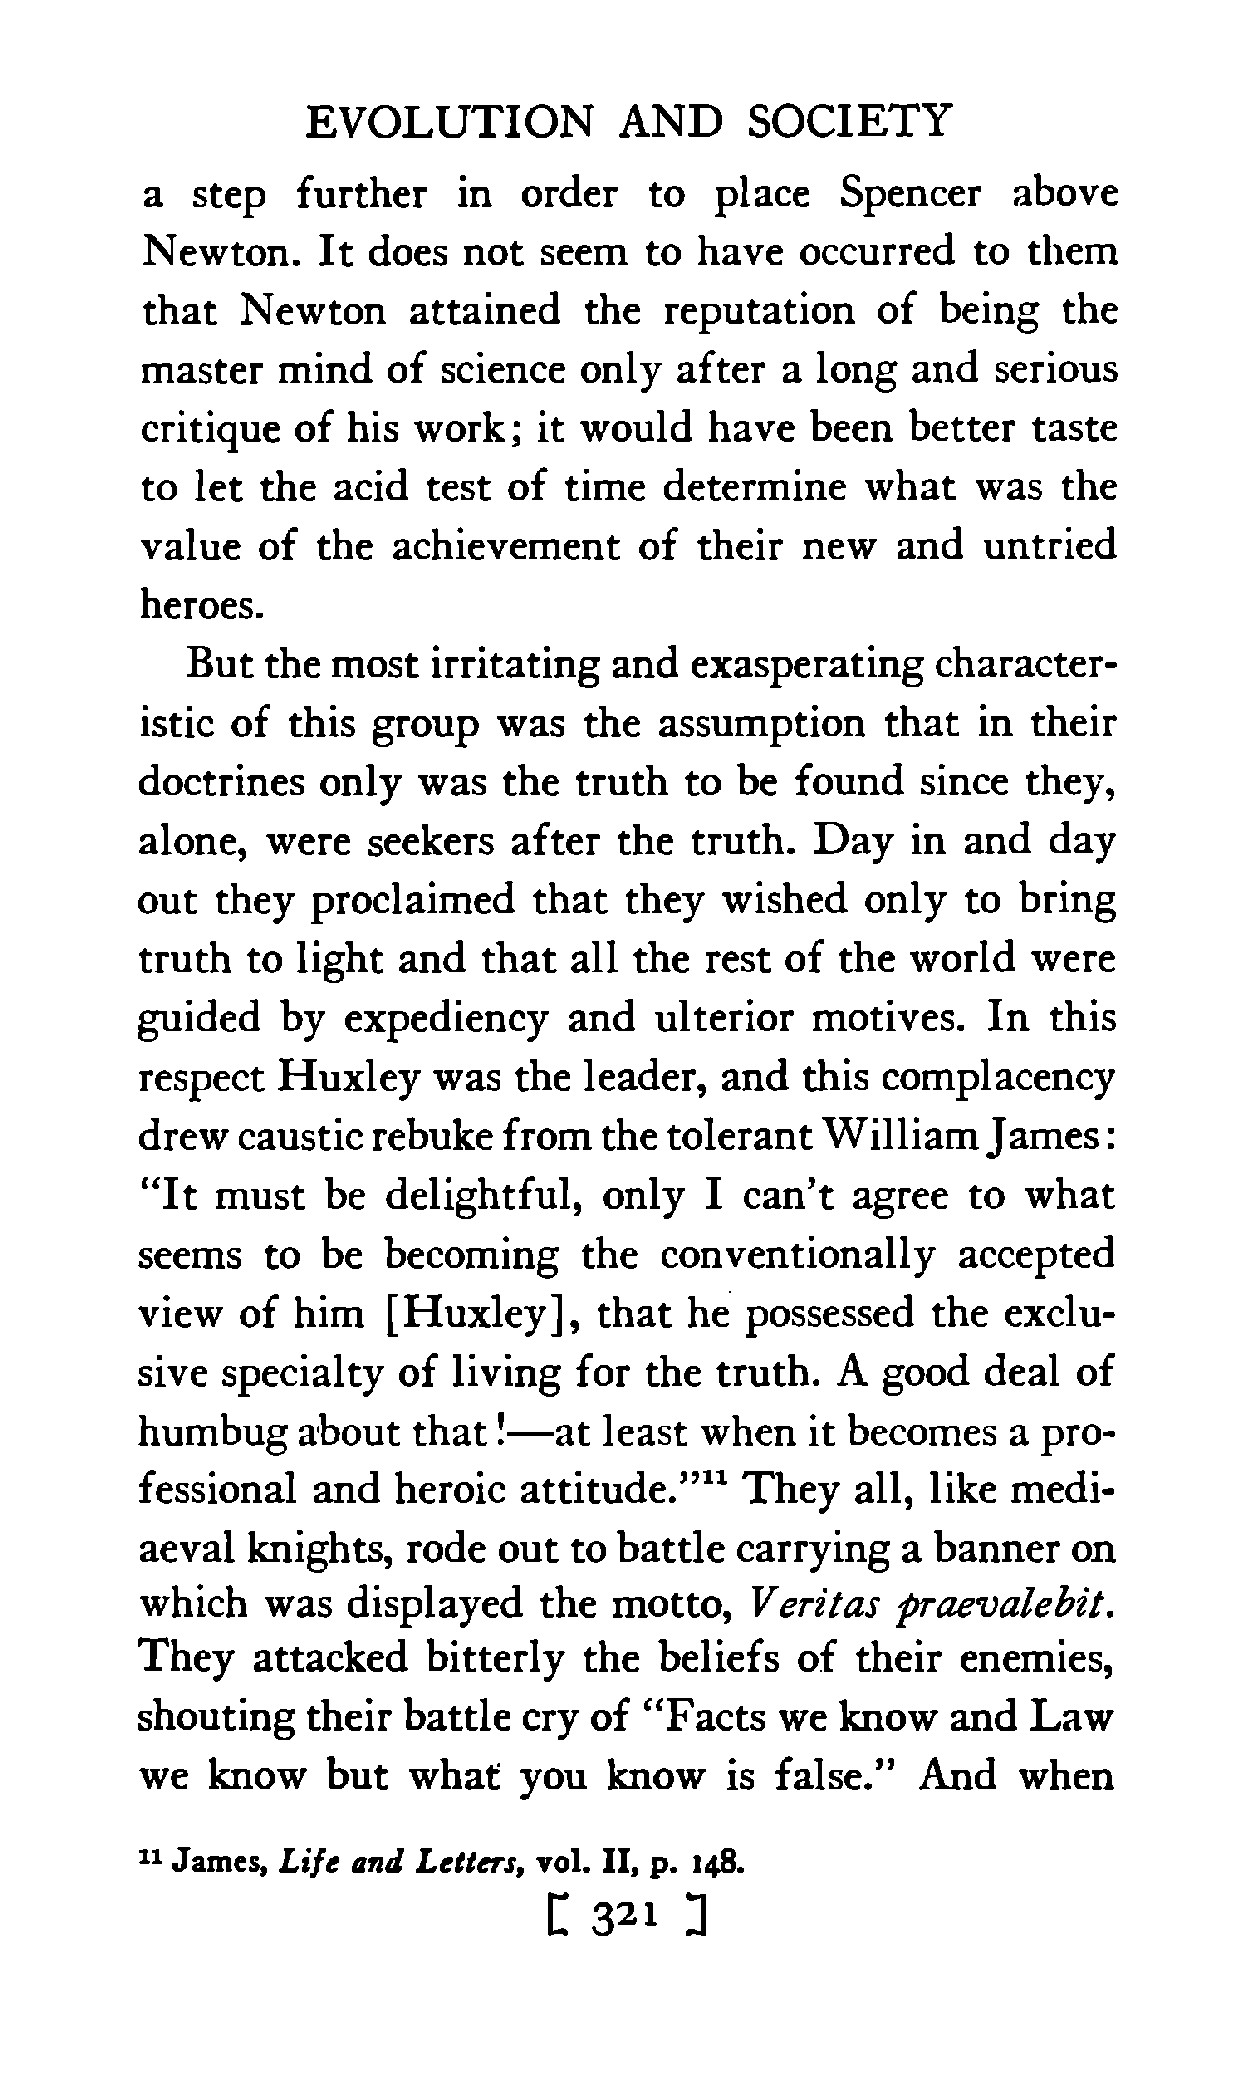 EVOLUTION AND SOCIETY
a step further in order to place Spencer above
Newton. It does not seem to have occurred to them
that Newton attained the reputation of being the
master mind of science only after a long and serious
critique of his work; it would have been better taste
to let the acid test of time determine what was the
value of the achievement of their new and untried
heroes.
But the most irritating and exasperating character-
istic of this group was the assumption that in their
doctrines only was the truth to be found since they,
alone, were seekers after the truth. Day in and day
out they proclaimed that they wished only to bring
truth to light and that all the rest of the world were
guided by expediency and ulterior motives. In this
respect Huxley was the leader, and this complacency
drew caustic rebuke from the tolerant William James:
“It must be delightful, only I can’t agree to what
seems to be becoming the conventionally accepted
view of him [Huxley], that he possessed the exclu-
sive specialty of living for the truth. A good deal of
humbug about that!—at least when it becomes a pro-
fessional and heroic attitude.”¹¹ They all, like medi-
aeval knights, rode out to battle carrying a banner on
which was displayed the motto, Veritas praevalebit.
They attacked bitterly the beliefs of their enemies,
shouting their battle cry of “Facts we know and Law
we know but what you know is false.” And when
¹¹ James, Life and Letters, vol. II, p. 148.
[ 321 ]